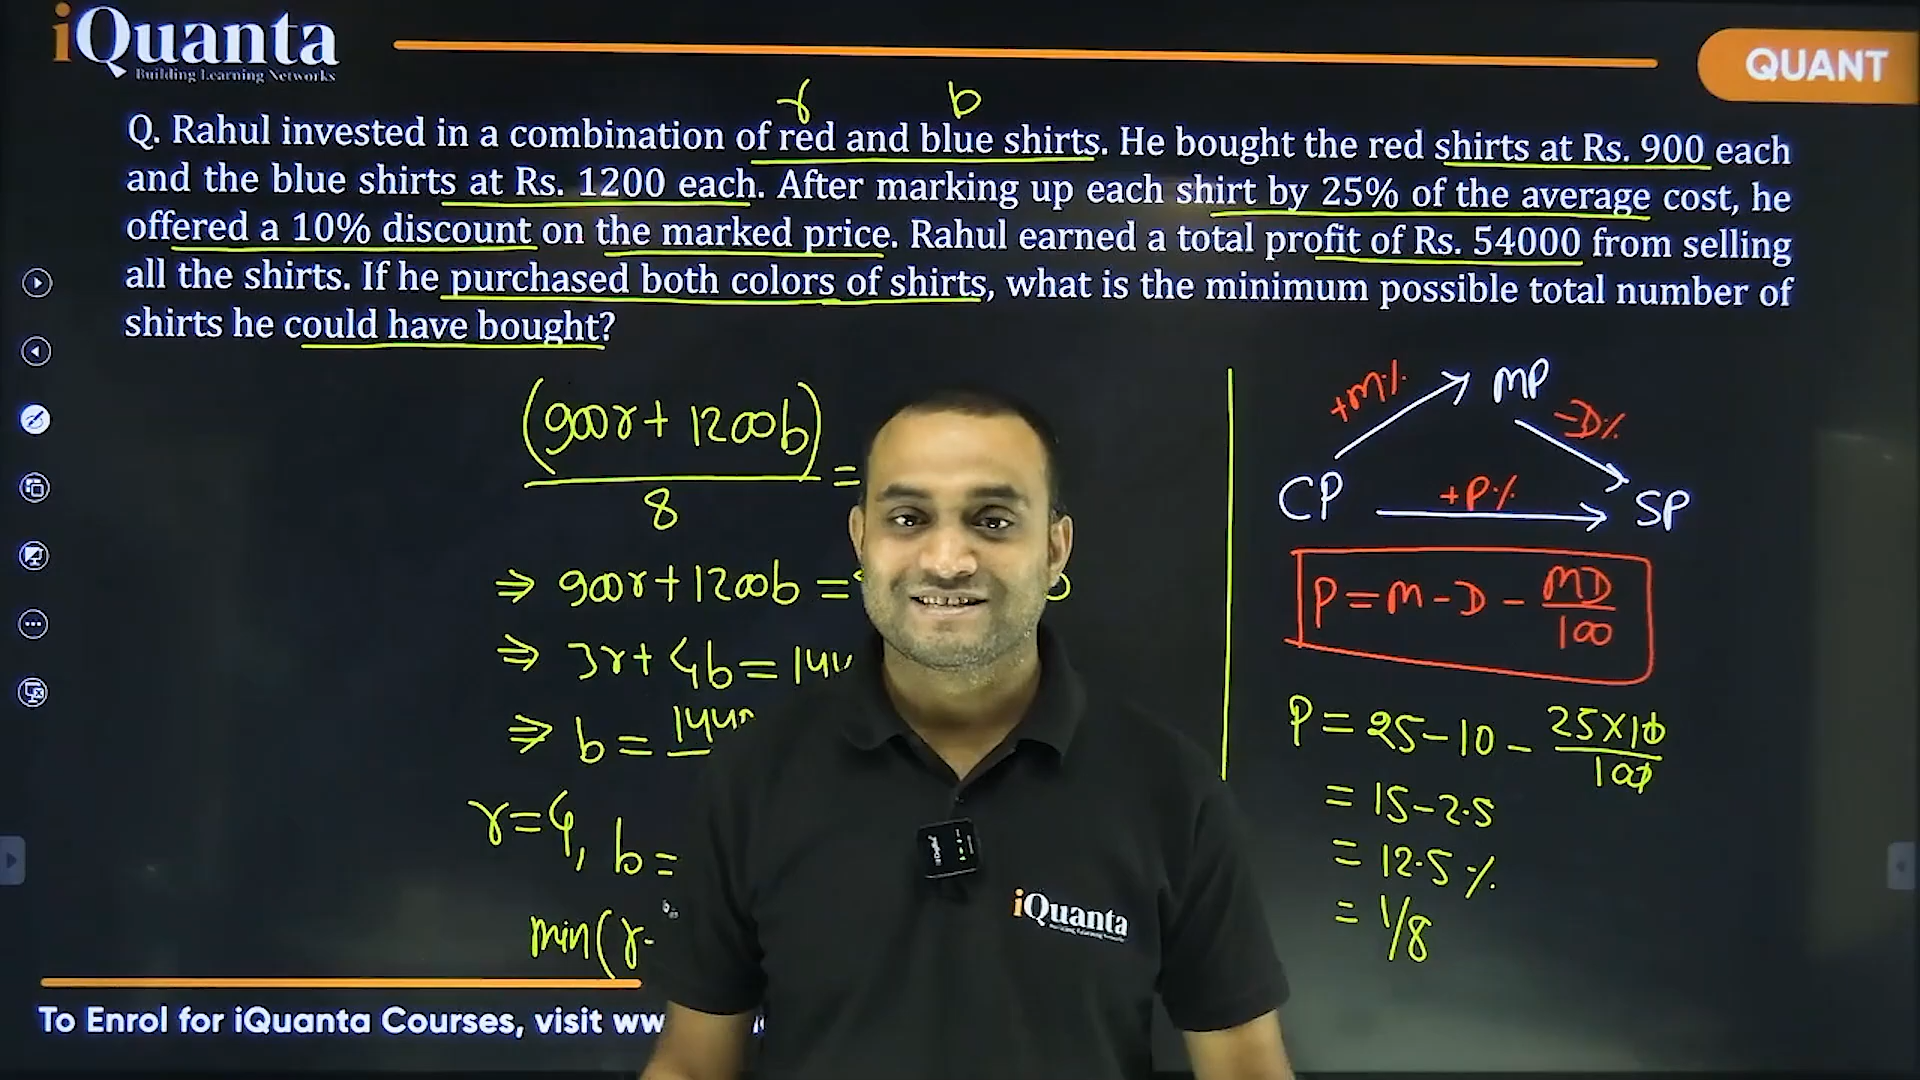 iQuanta
Building Learning Networks
QUANT
r b
Q. Rahul invested in a combination of red and blue shirts. He bought the red shirts at Rs. 900 each
and the blue shirts at Rs. 1200 each. After marking up each shirt by 25% of the average cost, he
offered a 10% discount on the marked price. Rahul earned a total profit of Rs. 54000 from selling
all the shirts. If he purchased both colors of shirts, what is the minimum possible total number of
shirts he could have bought?
(900r + 1200b)
8
=
⇒ 900r + 1200b =
⇒ 3r + 4b = 144
⇒ b = 144
r = 4, b =
min(r
+M% MP -D%
CP +P% SP
P = M - D - MD/100
P = 25 - 10 - 25×10/100
= 15 - 2.5
= 12.5%
= 1/8
iQuanta
To Enrol for iQuanta Courses, visit ww